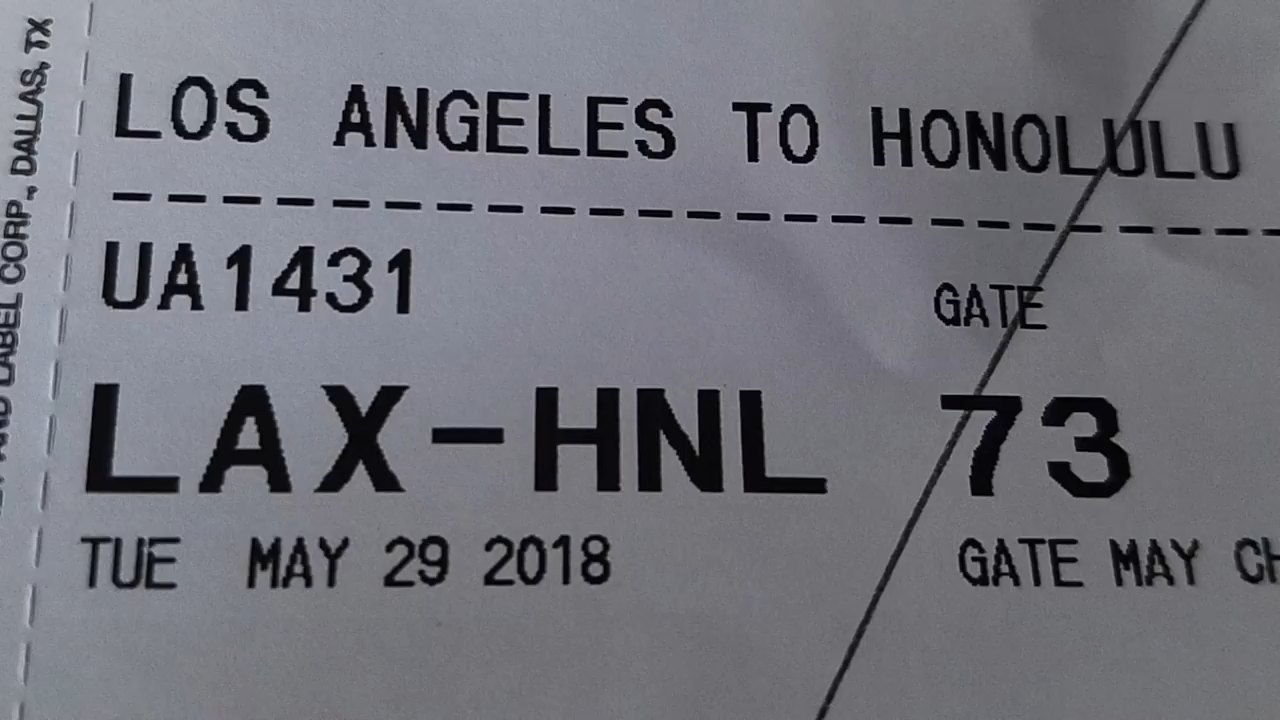 LABEL CORP., DALLAS, TX
LOS ANGELES TO HONOLULU
UA1431
GATE
LAX-HNL 73
TUE MAY 29 2018
GATE MAY